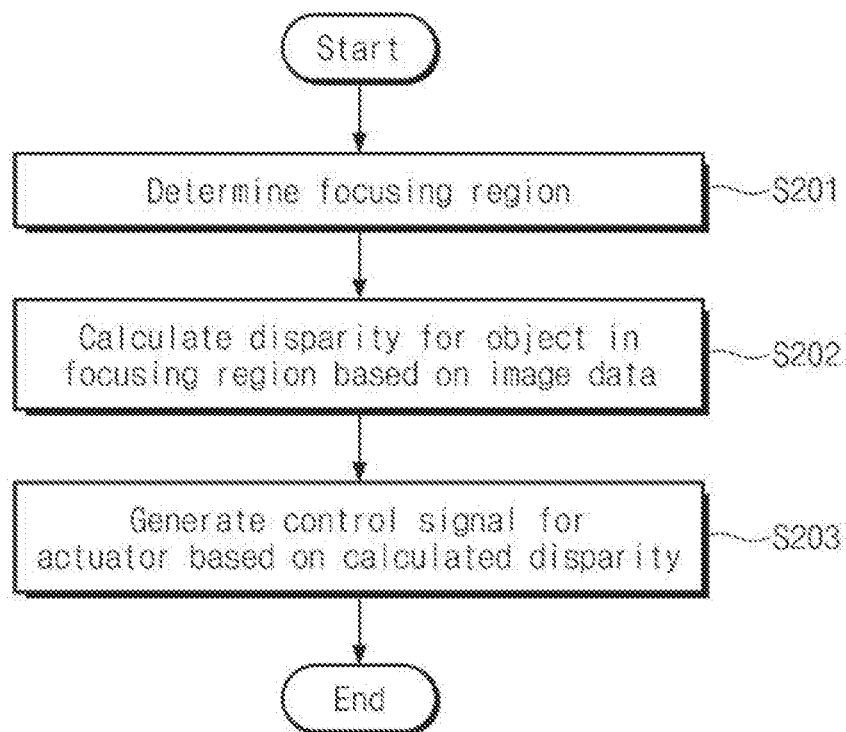 Start
Determine focusing region
S201
Calculate disparity for object in
focusing region based on image data
S202
Generate control signal for
actuator based on calculated disparity
S203
End